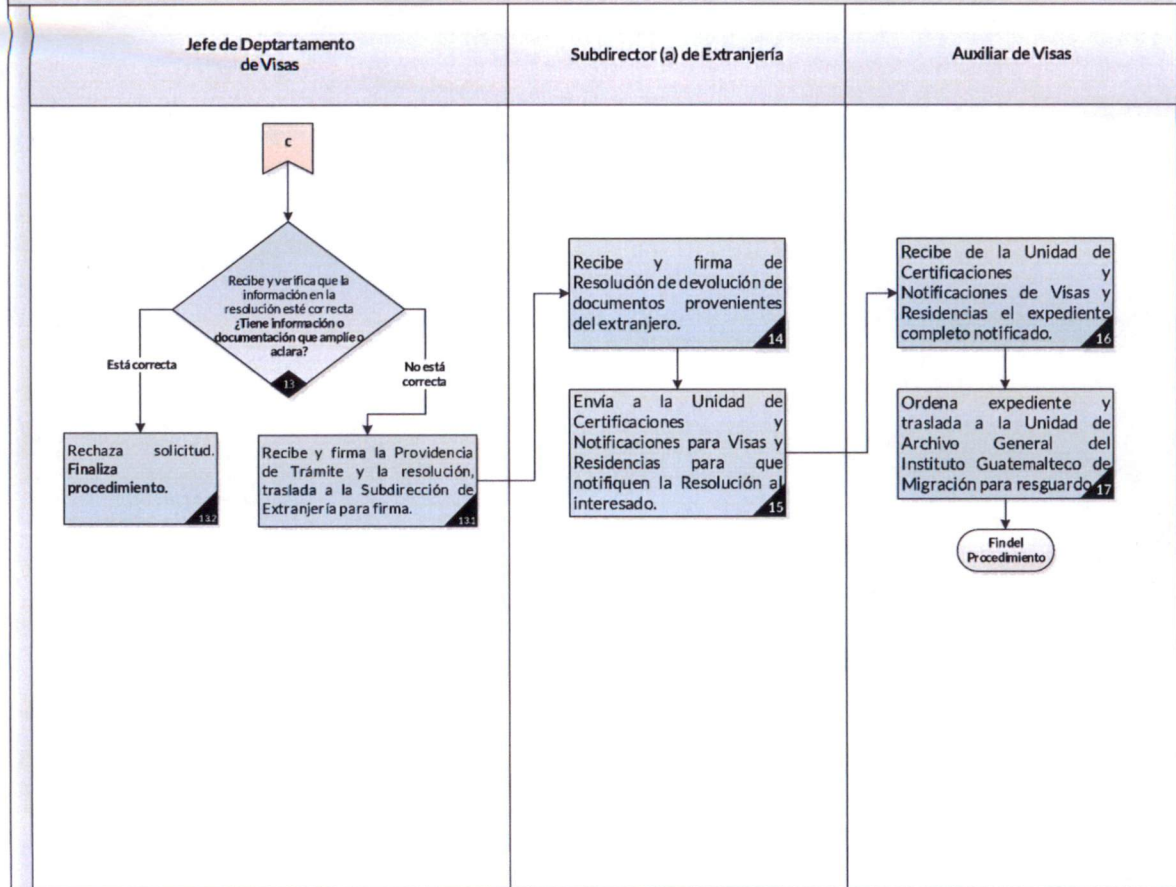 Jefe de Deptartamento
de Visas
Subdirector (a) de Extranjería
Auxiliar de Visas
C
Recibe y verifica que la
información en la
resolución esté correcta
¿Tiene información o
documentación que amplíe o
aclara?
13
Está correcta
No está
correcta
Rechaza solicitud.
Finaliza
procedimiento.
13.2
Recibe y firma la Providencia
de Trámite y la resolución,
traslada a la Subdirección de
Extranjería para firma.
13.1
Recibe y firma de
Resolución de devolución de
documentos provenientes
del extranjero.
14
Envía a la Unidad de
Certificaciones y
Notificaciones para Visas y
Residencias para que
notifiquen la Resolución al
interesado.
15
Recibe de la Unidad de
Certificaciones y
Notificaciones de Visas y
Residencias el expediente
completo notificado.
16
Ordena expediente y
traslada a la Unidad de
Archivo General del
Instituto Guatemalteco de
Migración para resguardo.
17
Fin del
Procedimiento